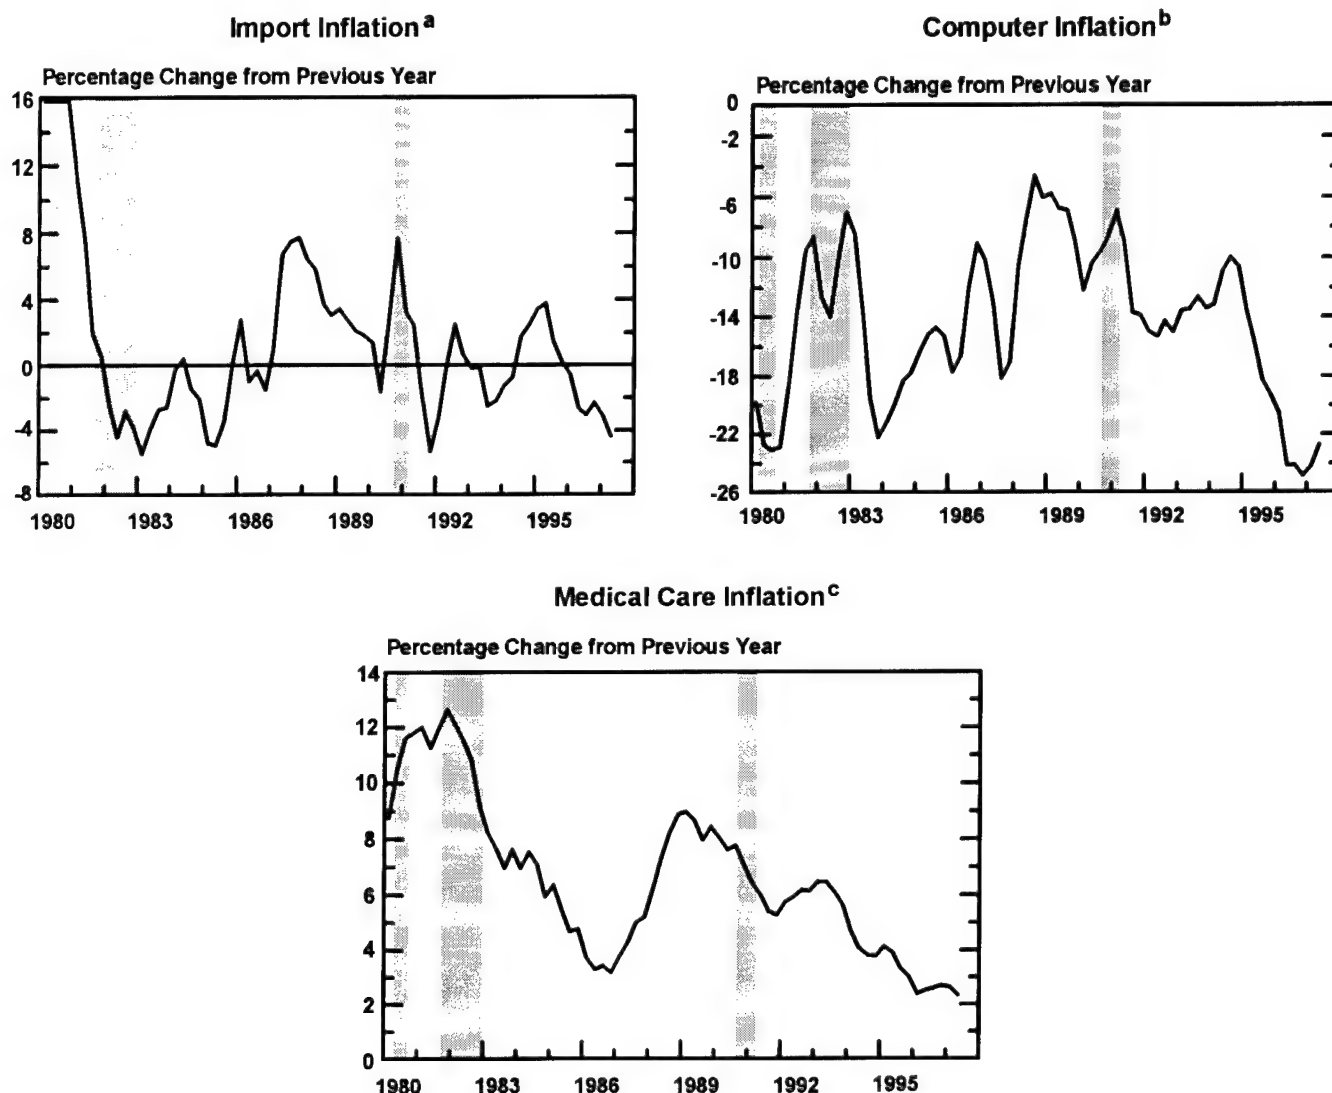 Import Inflation a
Percentage Change from Previous Year
16
12
8
4
0
-4
-8
1980 1983 1986 1989 1992 1995
Computer Inflation b
Percentage Change from Previous Year
0
-2
-6
-10
-14
-18
-22
-26
1980 1983 1986 1989 1992 1995
Medical Care Inflation c
Percentage Change from Previous Year
14
12
10
8
6
4
2
0
1980 1983 1986 1989 1992 1995